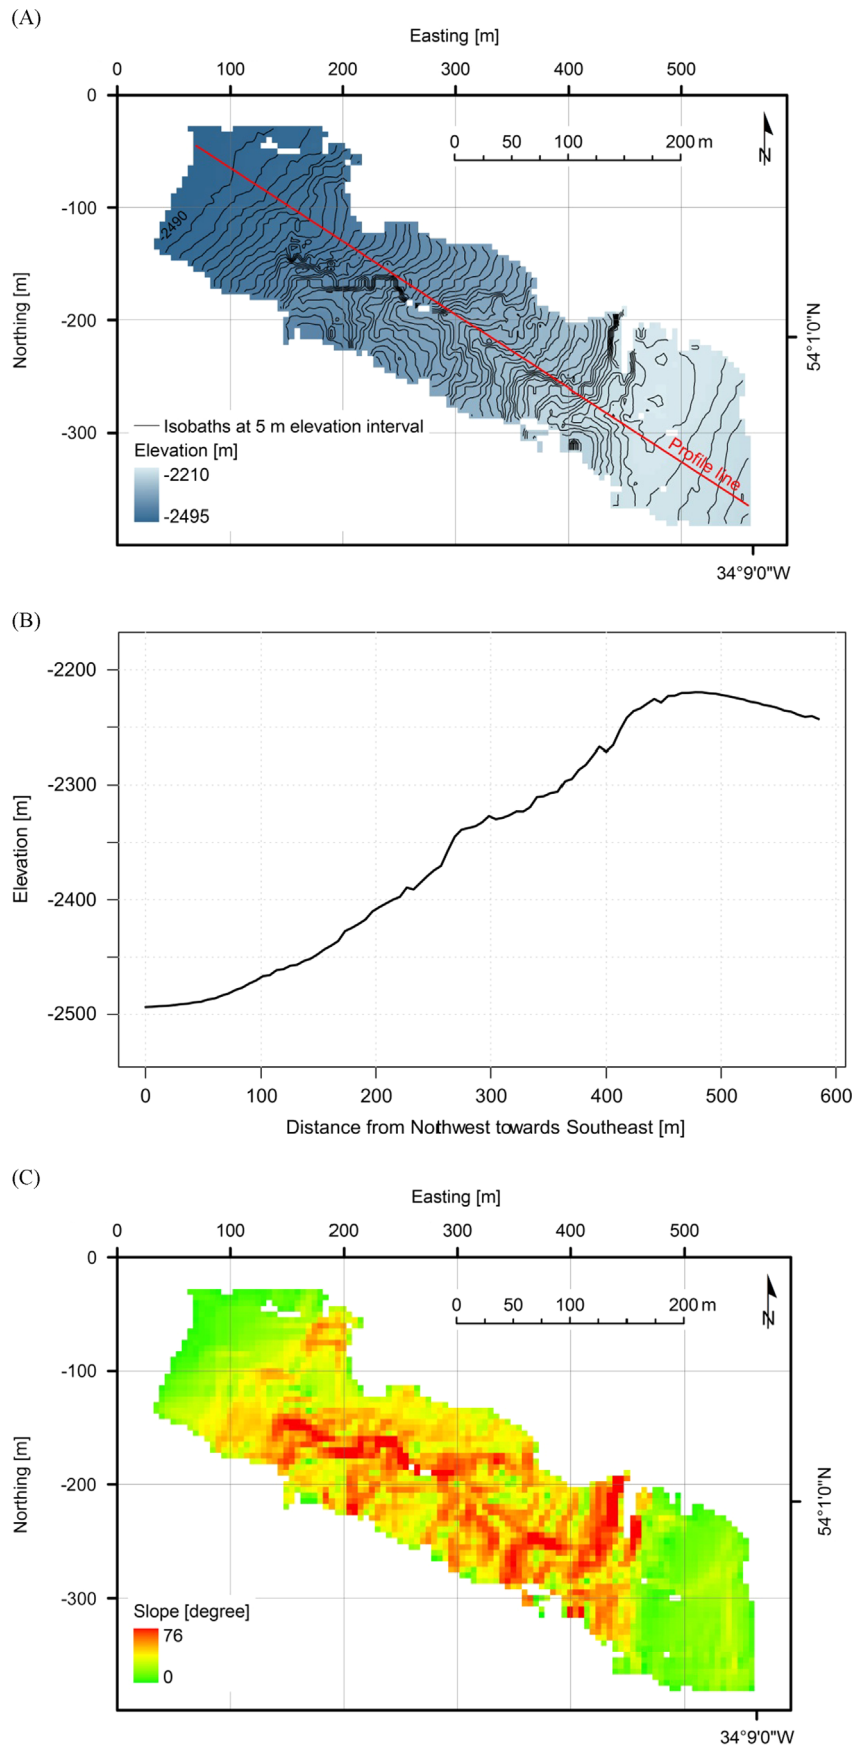 (A)
Easting [m]
0 100 200 300 400 500
0
-100
-200
-300
Northing [m]
0 50 100 200 m
N
-2490
54°1'0"N
Isobaths at 5 m elevation interval
Elevation [m]
-2210
-2495
Profile line
34°9'0"W
(B)
-2200
-2300
-2400
-2500
Elevation [m]
0 100 200 300 400 500 600
Distance from Northwest towards Southeast [m]
(C)
Easting [m]
0 100 200 300 400 500
0
-100
-200
-300
Northing [m]
0 50 100 200 m
N
54°1'0"N
Slope [degree]
76
0
34°9'0"W